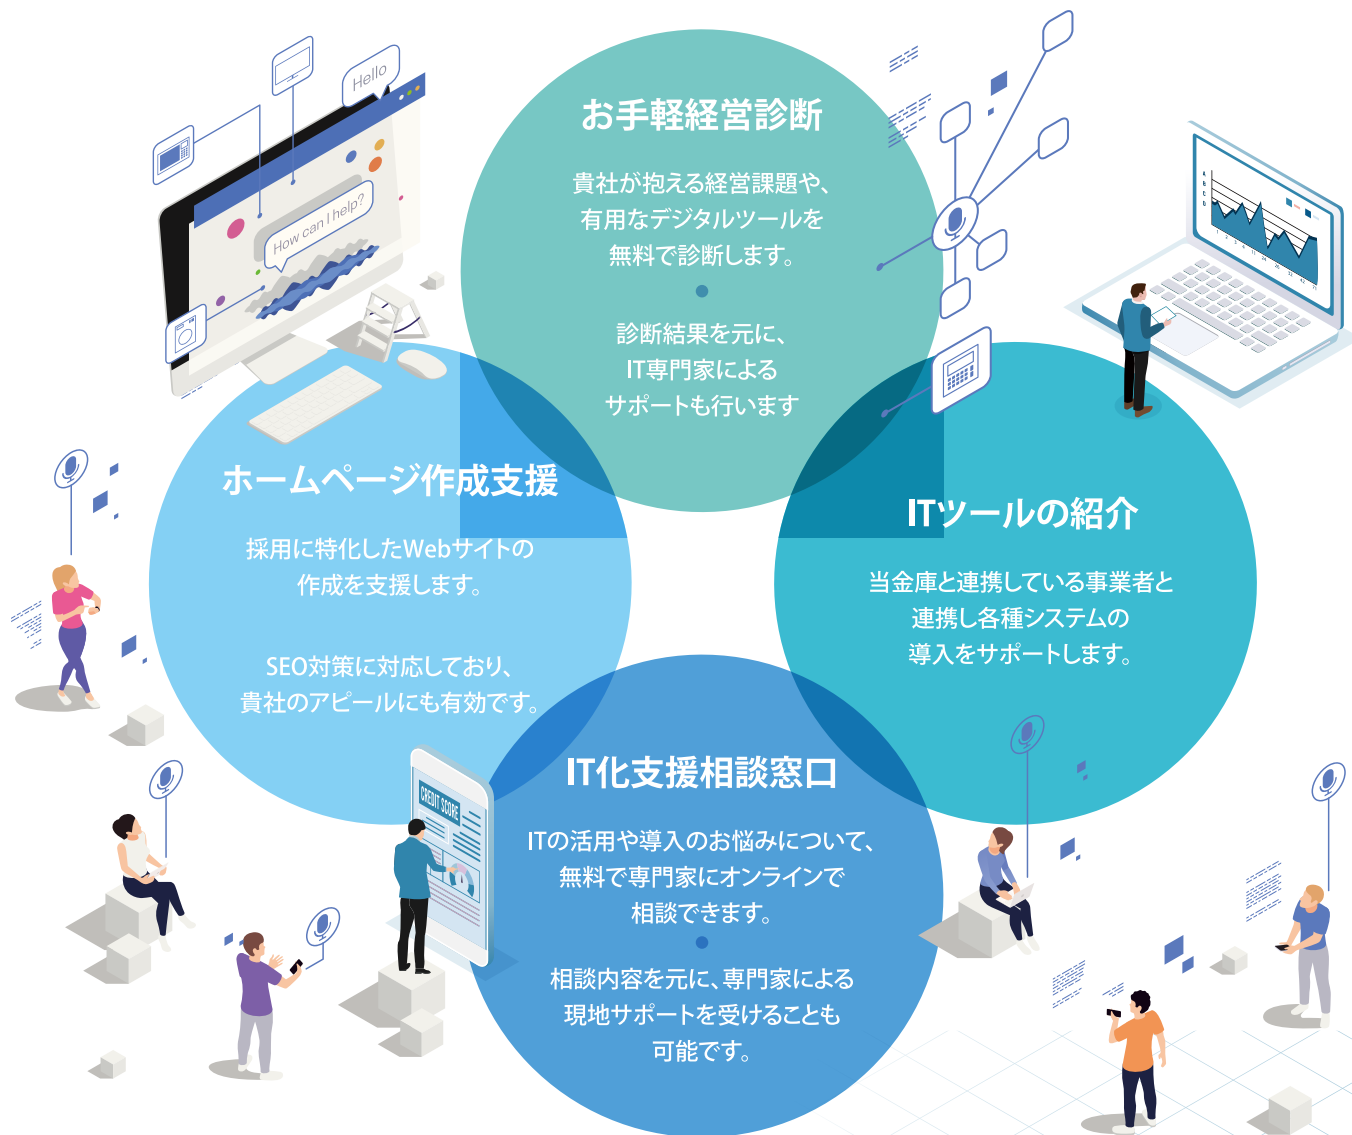 お手軽経営診断
貴社が抱える経営課題や、
有用なデジタルツールを
無料で診断します。
診断結果を元に、
IT専門家による
サポートも行います
Hello
How can I help?
ホームページ作成支援
採用に特化したWebサイトの
作成を支援します。
SEO対策に対応しており、
貴社のアピールにも有効です。
ITツールの紹介
当金庫と連携している事業者と
連携し各種システムの
導入をサポートします。
CREDIT SCORE
IT化支援相談窓口
ITの活用や導入のお悩みについて、
無料で専門家にオンラインで
相談できます。
相談内容を元に、専門家による
現地サポートを受けることも
可能です。